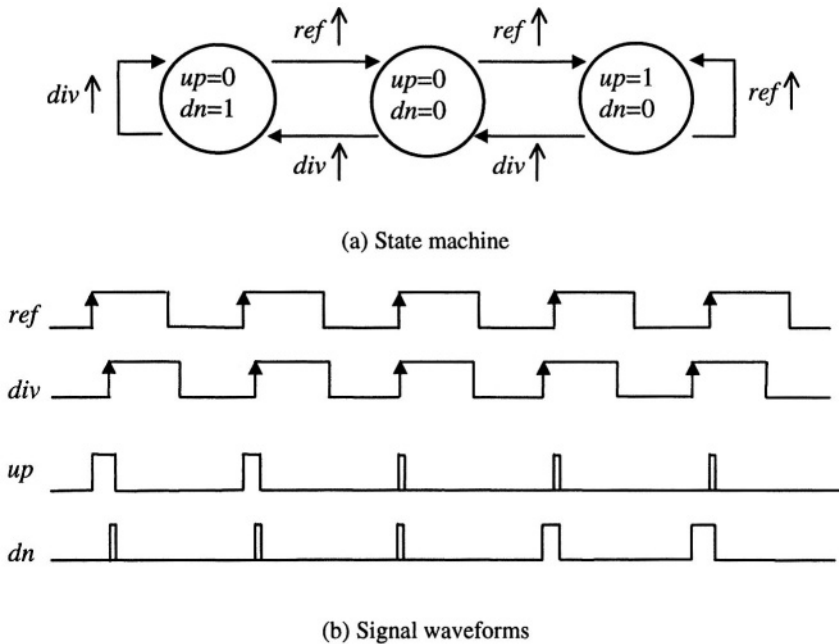 ref ↑ ref ↑
div ↑ up=0 dn=1 up=0 dn=0 up=1 dn=0 ref ↑
div ↑ div ↑
(a) State machine
ref
div
up
dn
(b) Signal waveforms